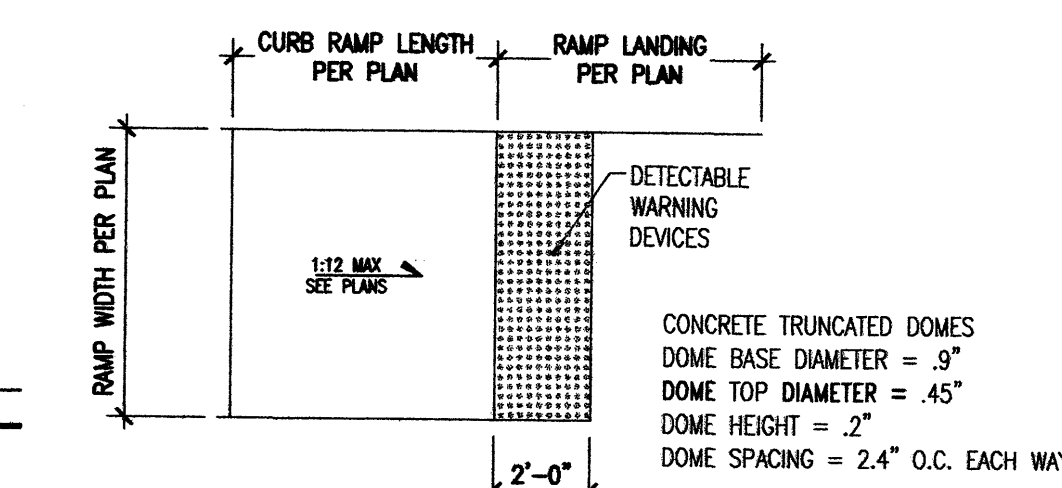 CURB RAMP LENGTH
PER PLAN
RAMP LANDING
PER PLAN
RAMP WIDTH PER PLAN
DETECTABLE
WARNING
DEVICES
1:12 MAX
SEE PLANS
CONCRETE TRUNCATED DOMES
DOME BASE DIAMETER = .9"
DOME TOP DIAMETER = .45"
DOME HEIGHT = .2"
DOME SPACING = 2.4" O.C. EACH WAY
2'-0"